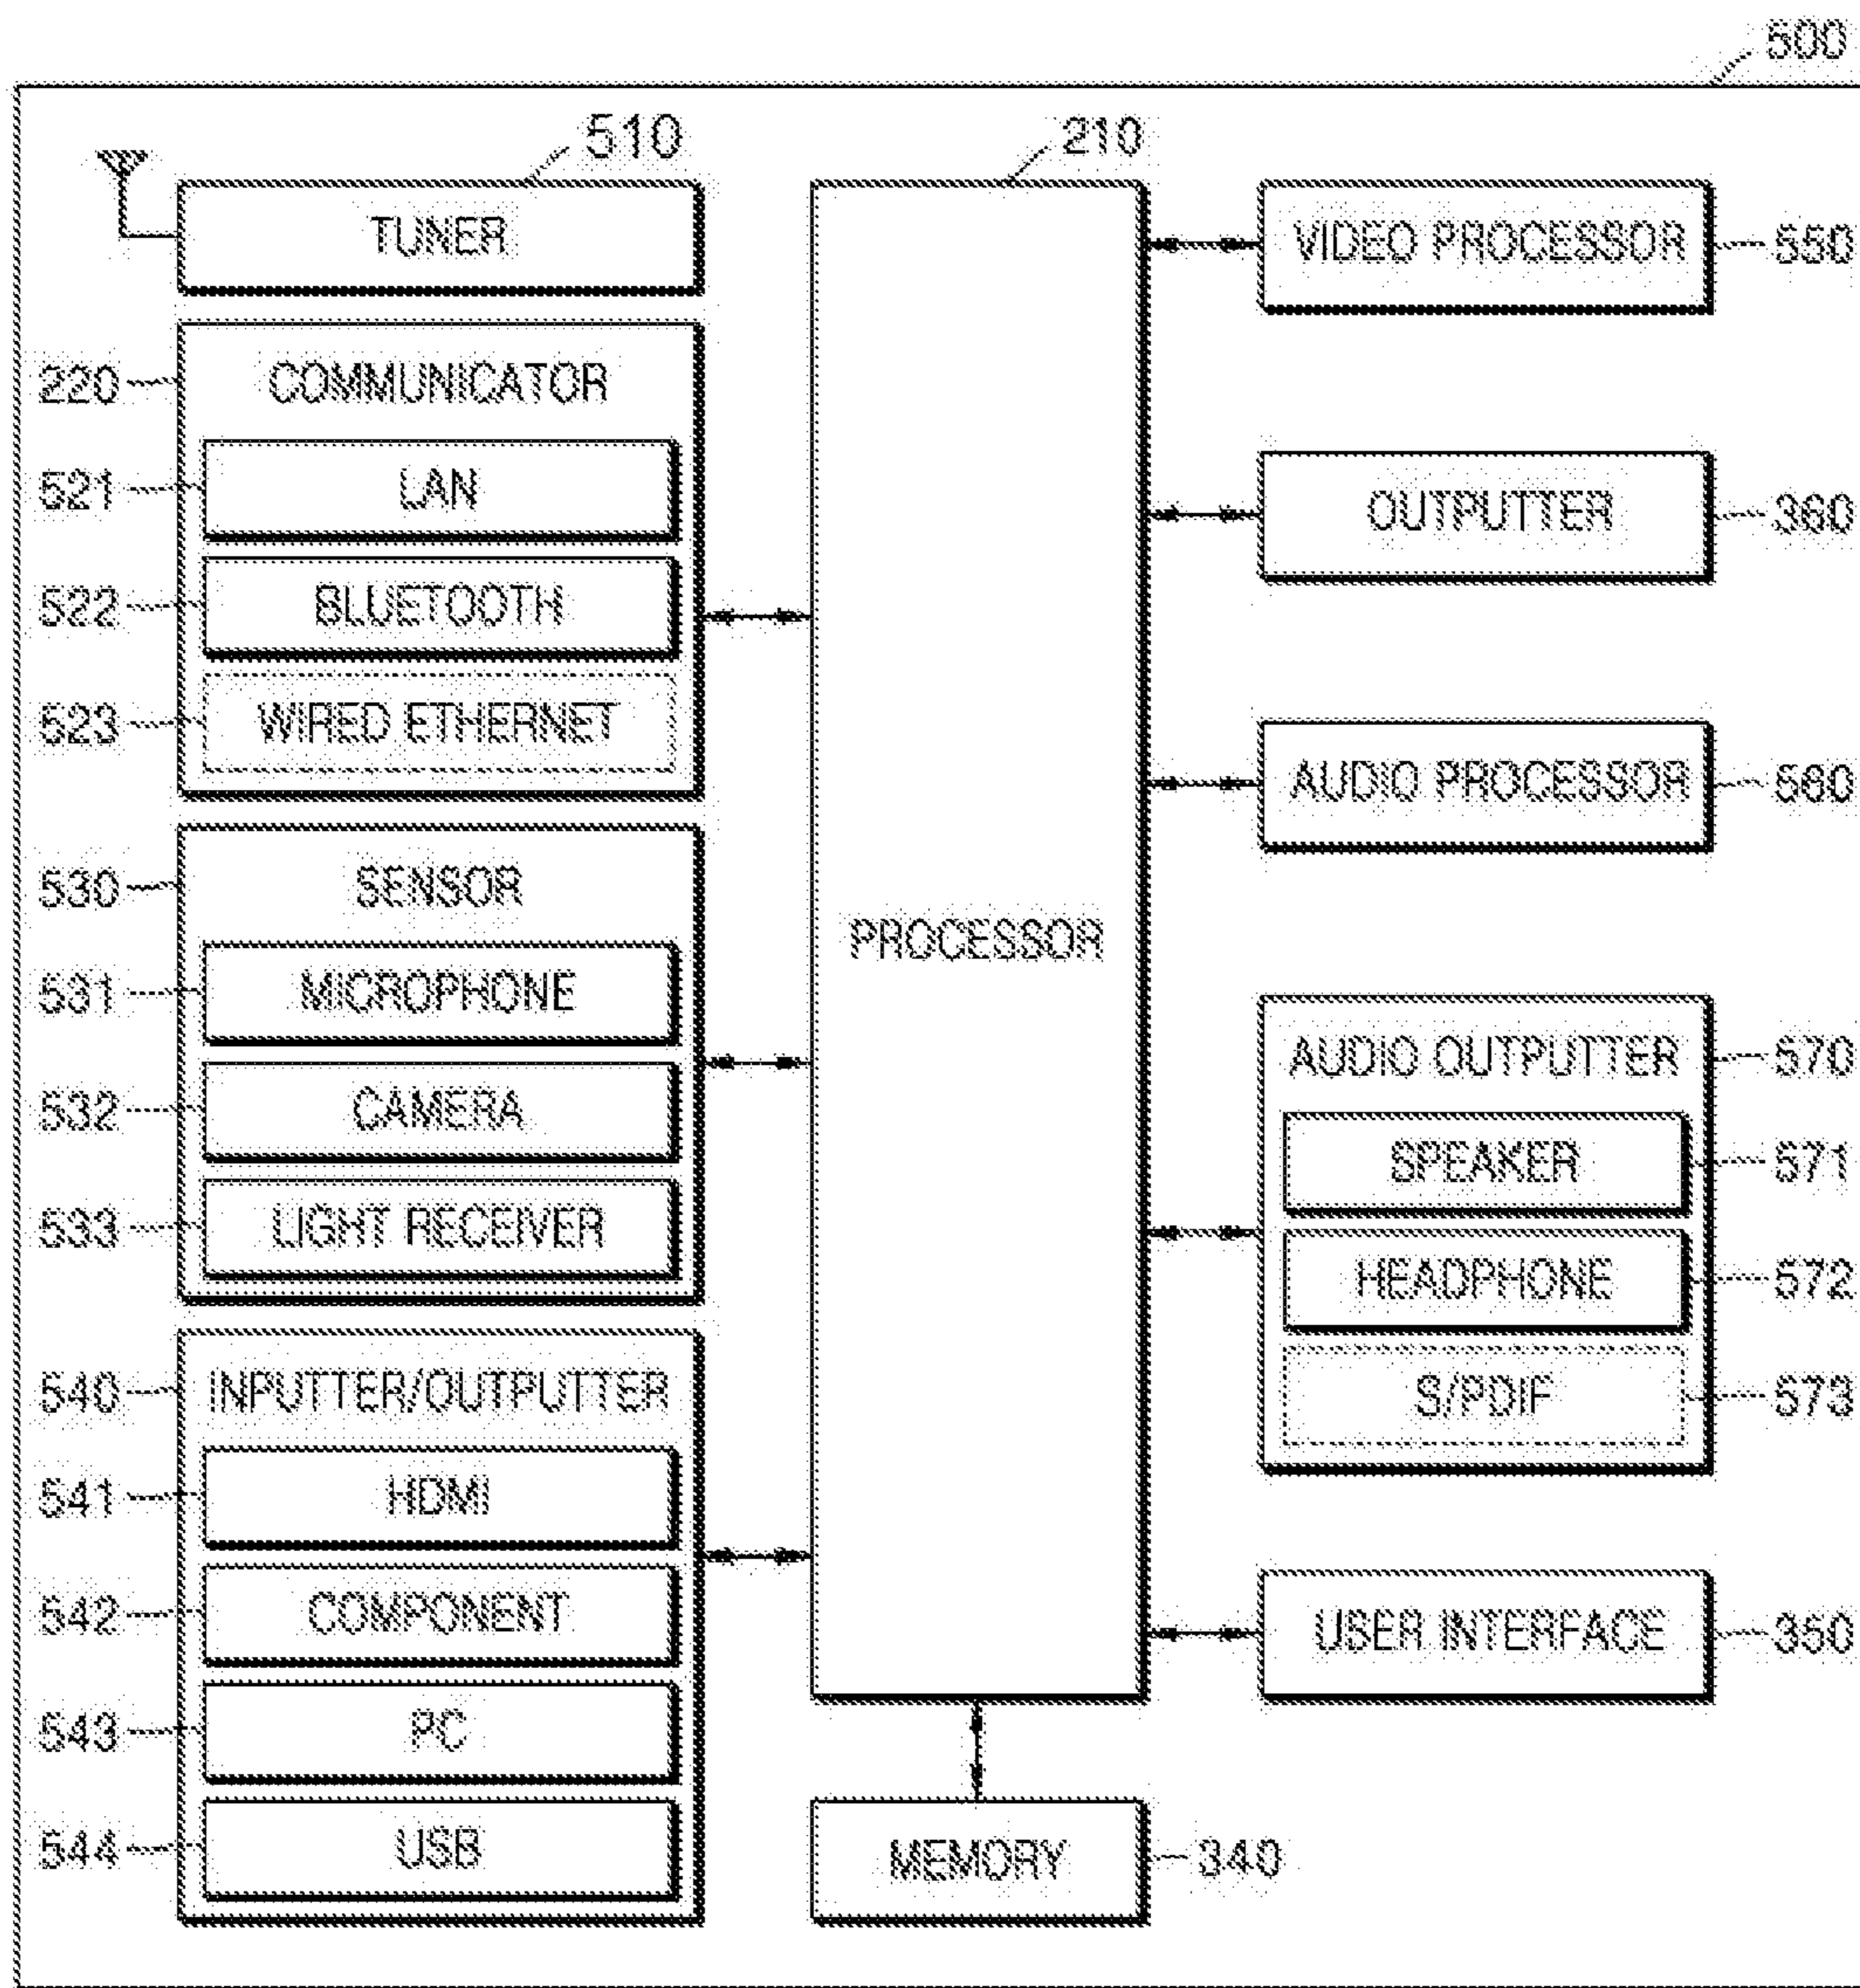 500
510
TUNER
220
COMMUNICATOR
521
LAN
522
BLUETOOTH
523
WIRED ETHERNET
530
SENSOR
531
MICROPHONE
532
CAMERA
533
LIGHT RECEIVER
540
INPUTTER/OUTPUTTER
541
HDMI
542
COMPONENT
543
PC
544
USB
210
PROCESSOR
MEMORY
340
VIDEO PROCESSOR
550
OUTPUTTER
360
AUDIO PROCESSOR
560
AUDIO OUTPUTTER
570
SPEAKER
571
HEADPHONE
572
S/PDIF
573
USER INTERFACE
350